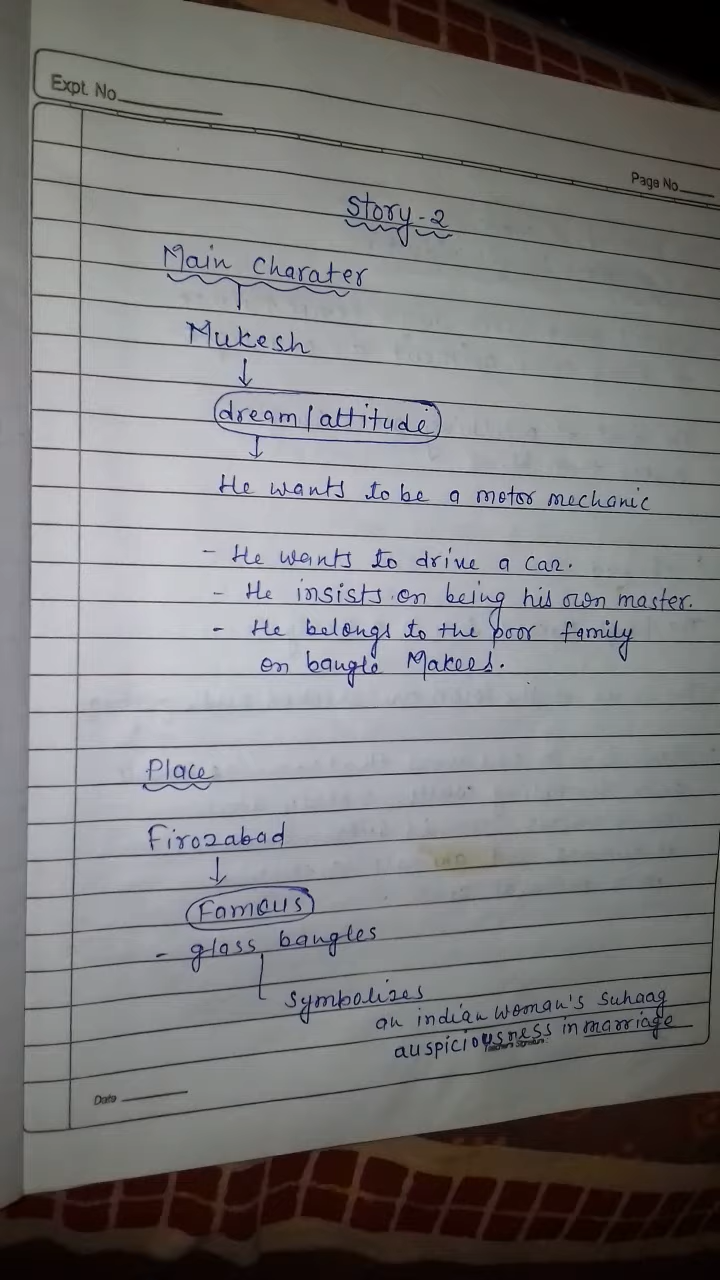 Expt. No
Page No
Story-2
Main Charater
Mukesh
dream/attitude
He wants to be a motor mechanic
- He wants to drive a car.
- He insists on being his own master.
- He belongs to the poor family
on bangle Makees.
Place
Firozabad
Famous
- glass bangles
Symbolizes
an indian woman's Suhaag
auspiciousness in marriage
Date